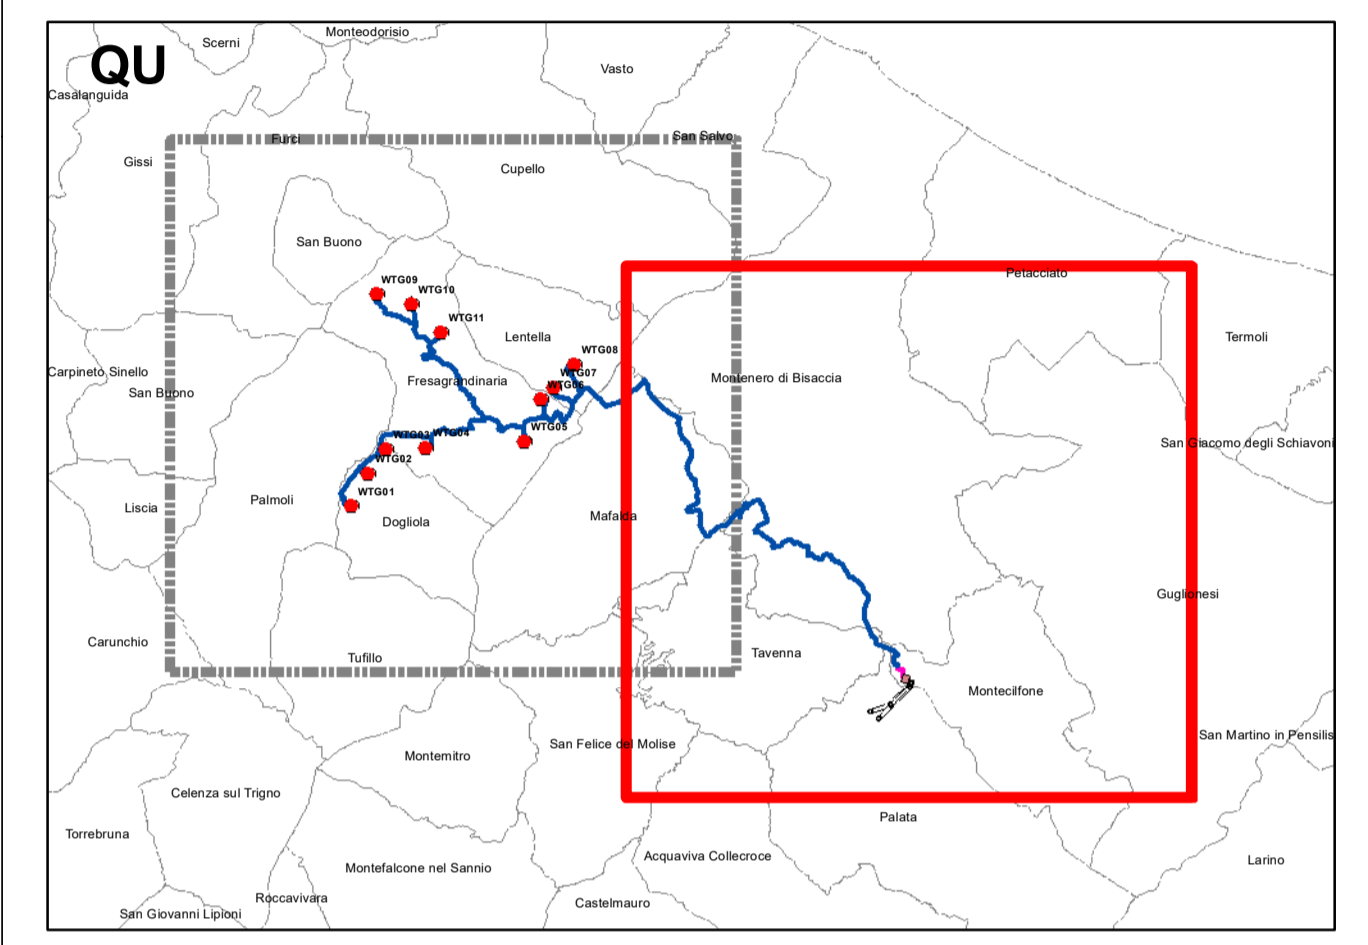 QU
Scerni
Monteodorisio
Vasto
Casalanguida
Furci
San Salvo
Gissi
Cupello
San Buono
Petacciato
WTG09
WTG10
WTG11
Lentella
Termoli
WTG08
Carpineto Sinello
WTG07
Fresagrandinaria
Montenero di Bisaccia
WTG06
San Buono
WTG05
WTG03
WTG04
San Giacomo degli Schiavoni
WTG02
WTG01
Palmoli
Liscia
Mafalda
Dogliola
Guglionesi
Carunchio
Tavenna
Tufillo
Montecilfone
San Martino in Pensilis
San Felice del Molise
Montemitro
Celenza sul Trigno
Palata
Torrebruna
Acquaviva Collecroce
Larino
Montefalcone nel Sannio
Roccavivara
Castelmauro
San Giovanni Lipioni